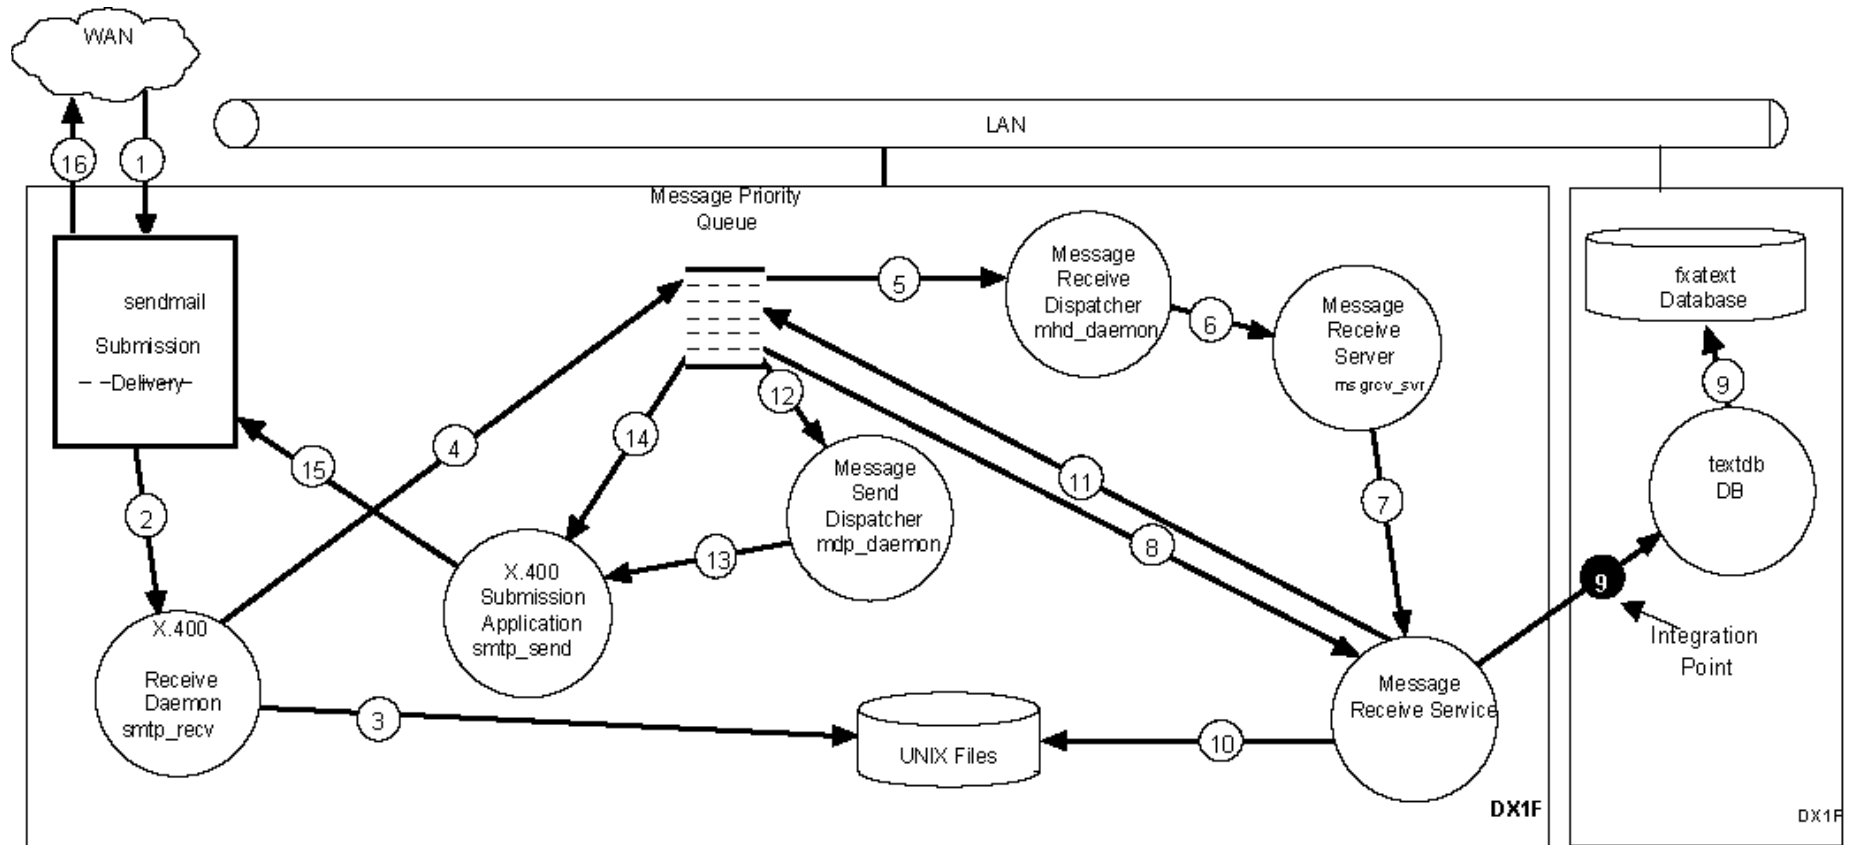 WAN
LAN
16
1
Message Priority
Queue
sendmail
Submission
Delivery
5
Message
Receive
Dispatcher
mhd_daemon
6
Message
Receive
Server
msgrcv_svr
fxatext
Database
9
textdb
DB
4
15
14
12
2
11
7
8
13
Message
Send
Dispatcher
mdp_daemon
X.400
Submission
Application
smtp_send
9
Integration
Point
X.400
Receive
Daemon
smtp_recv
3
UNIX Files
10
Message
Receive Service
DX1F
DX1F